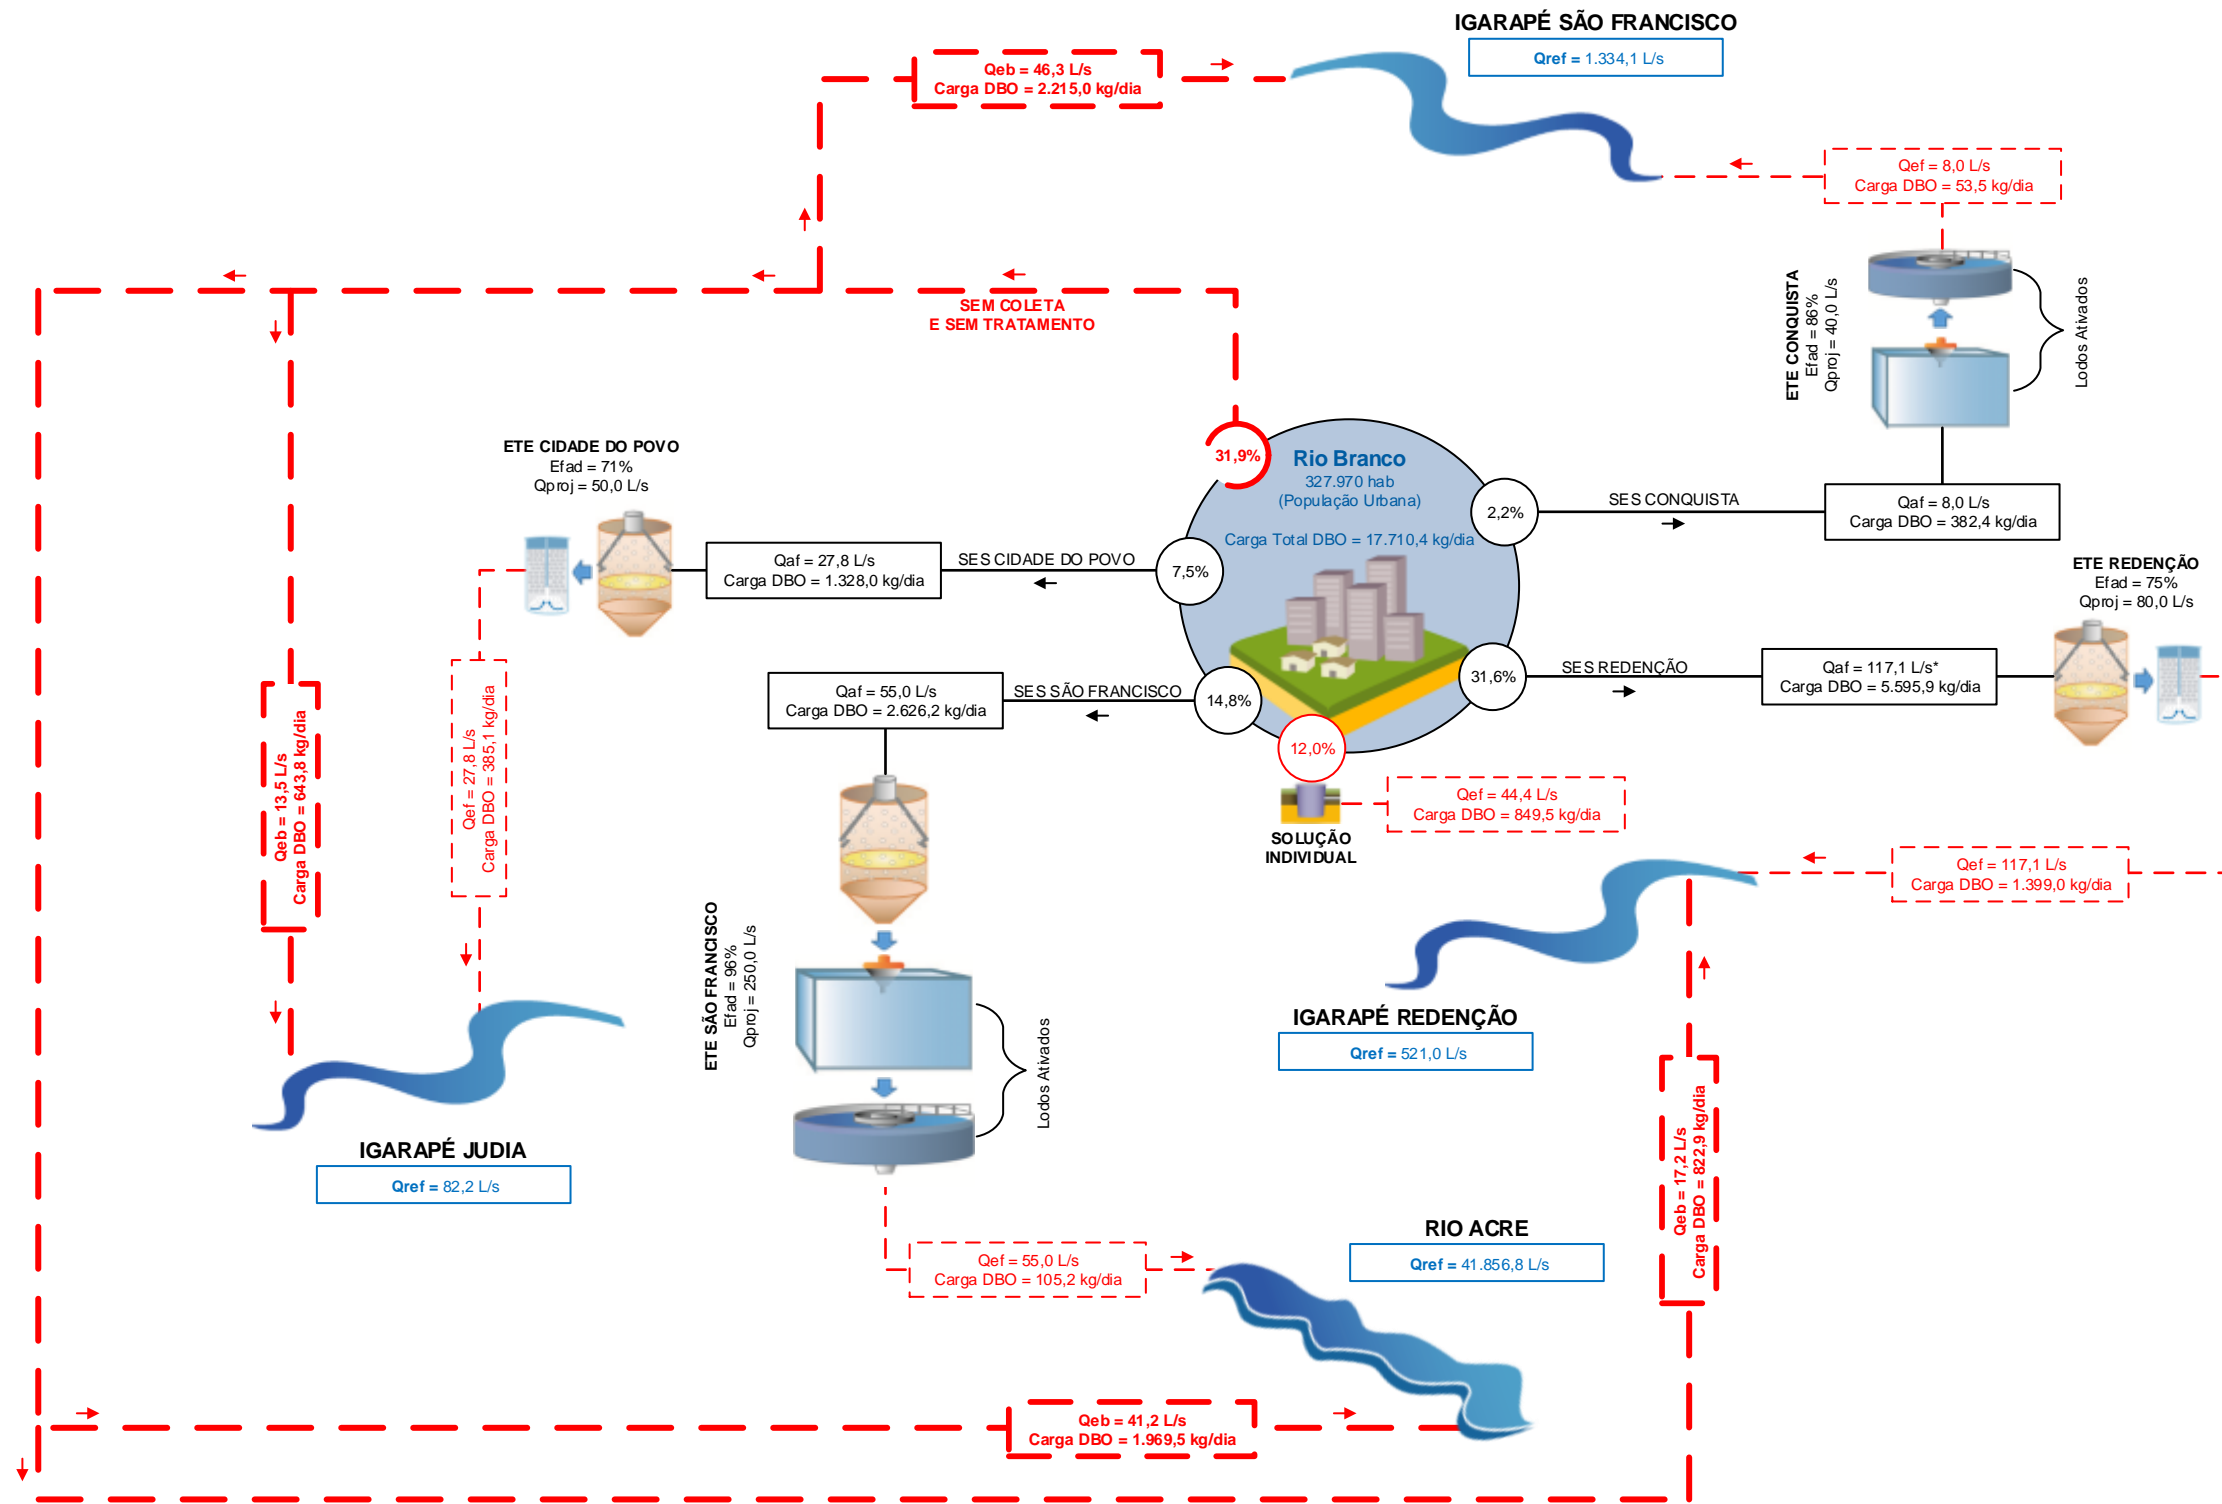 IGARAPÉ SÃO FRANCISCO
Qref = 1.334,1 L/s
Qeb = 46,3 L/s
Carga DBO = 2.215,0 kg/dia
Qef = 8,0 L/s
Carga DBO = 53,5 kg/dia
ETE CONQUISTA
Efad = 86%
Qproj = 40,0 L/s
Lodos Ativados
SEM COLETA
E SEM TRATAMENTO
31,9%
Rio Branco
327.970 hab
(População Urbana)
Carga Total DBO = 17.710,4 kg/dia
2,2%
SES CONQUISTA
Qaf = 8,0 L/s
Carga DBO = 382,4 kg/dia
ETE CIDADE DO POVO
Efad = 71%
Qproj = 50,0 L/s
Qaf = 27,8 L/s
Carga DBO = 1.328,0 kg/dia
SES CIDADE DO POVO
7,5%
ETE REDENÇÃO
Efad = 75%
Qproj = 80,0 L/s
31,6%
SES REDENÇÃO
Qaf = 117,1 L/s*
Carga DBO = 5.595,9 kg/dia
Qaf = 55,0 L/s
Carga DBO = 2.626,2 kg/dia
SES SÃO FRANCISCO
14,8%
12,0%
SOLUÇÃO
INDIVIDUAL
Qef = 44,4 L/s
Carga DBO = 849,5 kg/dia
Qeb = 13,5 L/s
Carga DBO = 643,8 kg/dia
Qef = 27,8 L/s
Carga DBO = 385,1 kg/dia
Qef = 117,1 L/s
Carga DBO = 1.399,0 kg/dia
ETE SÃO FRANCISCO
Efad = 96%
Qproj = 250,0 L/s
Lodos Ativados
IGARAPÉ REDENÇÃO
Qref = 521,0 L/s
IGARAPÉ JUDIA
Qref = 82,2 L/s
Qeb = 17,2 L/s
Carga DBO = 822,9 kg/dia
RIO ACRE
Qref = 41.856,8 L/s
Qef = 55,0 L/s
Carga DBO = 105,2 kg/dia
Qeb = 41,2 L/s
Carga DBO = 1.969,5 kg/dia